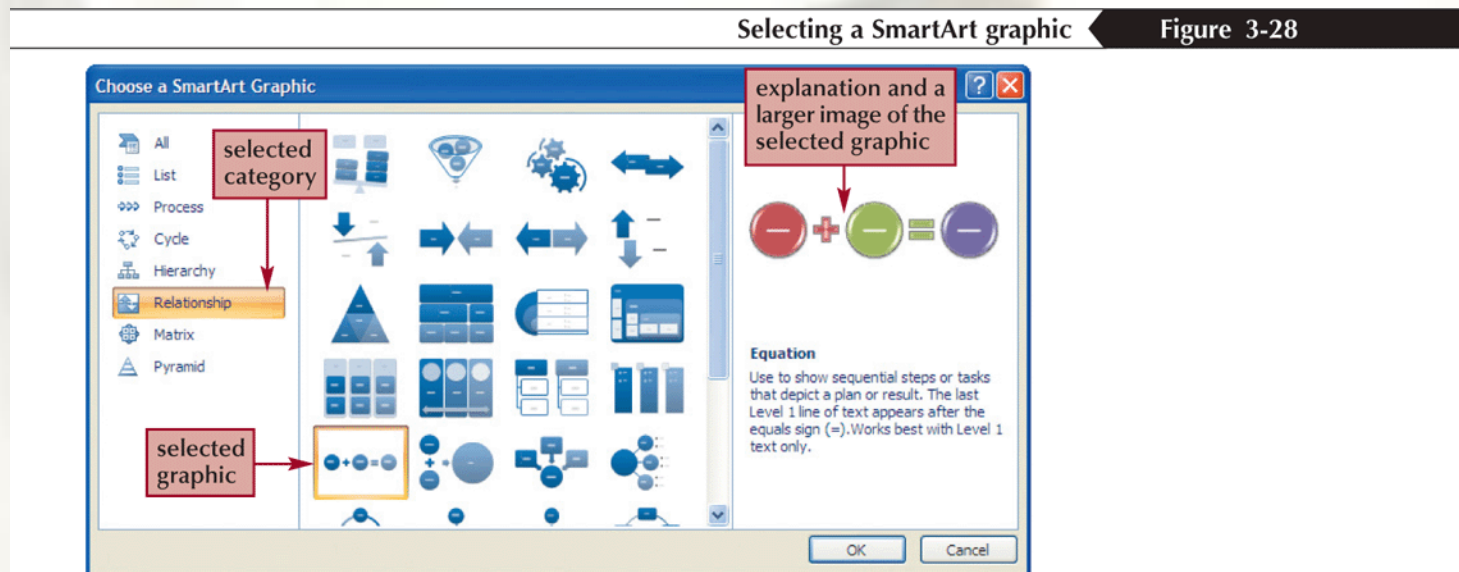 Selecting a SmartArt graphic
Figure 3-28
Choose a SmartArt Graphic
explanation and a
larger image of the
selected graphic
All
List
Process
Cycle
Hierarchy
Relationship
Matrix
Pyramid
selected
category
selected
graphic
Equation
Use to show sequential steps or tasks
that depict a plan or result. The last
Level 1 line of text appears after the
equals sign (=).Works best with Level 1
text only.
OK
Cancel